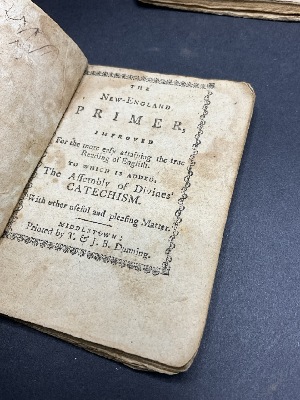 THE
NEW-ENGLAND
PRIMER,
IMPROVED
For the more eaſy attaining the true
Reading of Engliſh.
TO WHICH IS ADDED,
The Aſſembly of Divines'
CATECHISM.
With other uſeful and pleaſing Matter.
MIDDLETOWN:
Printed by T. & J. B. Dunning.